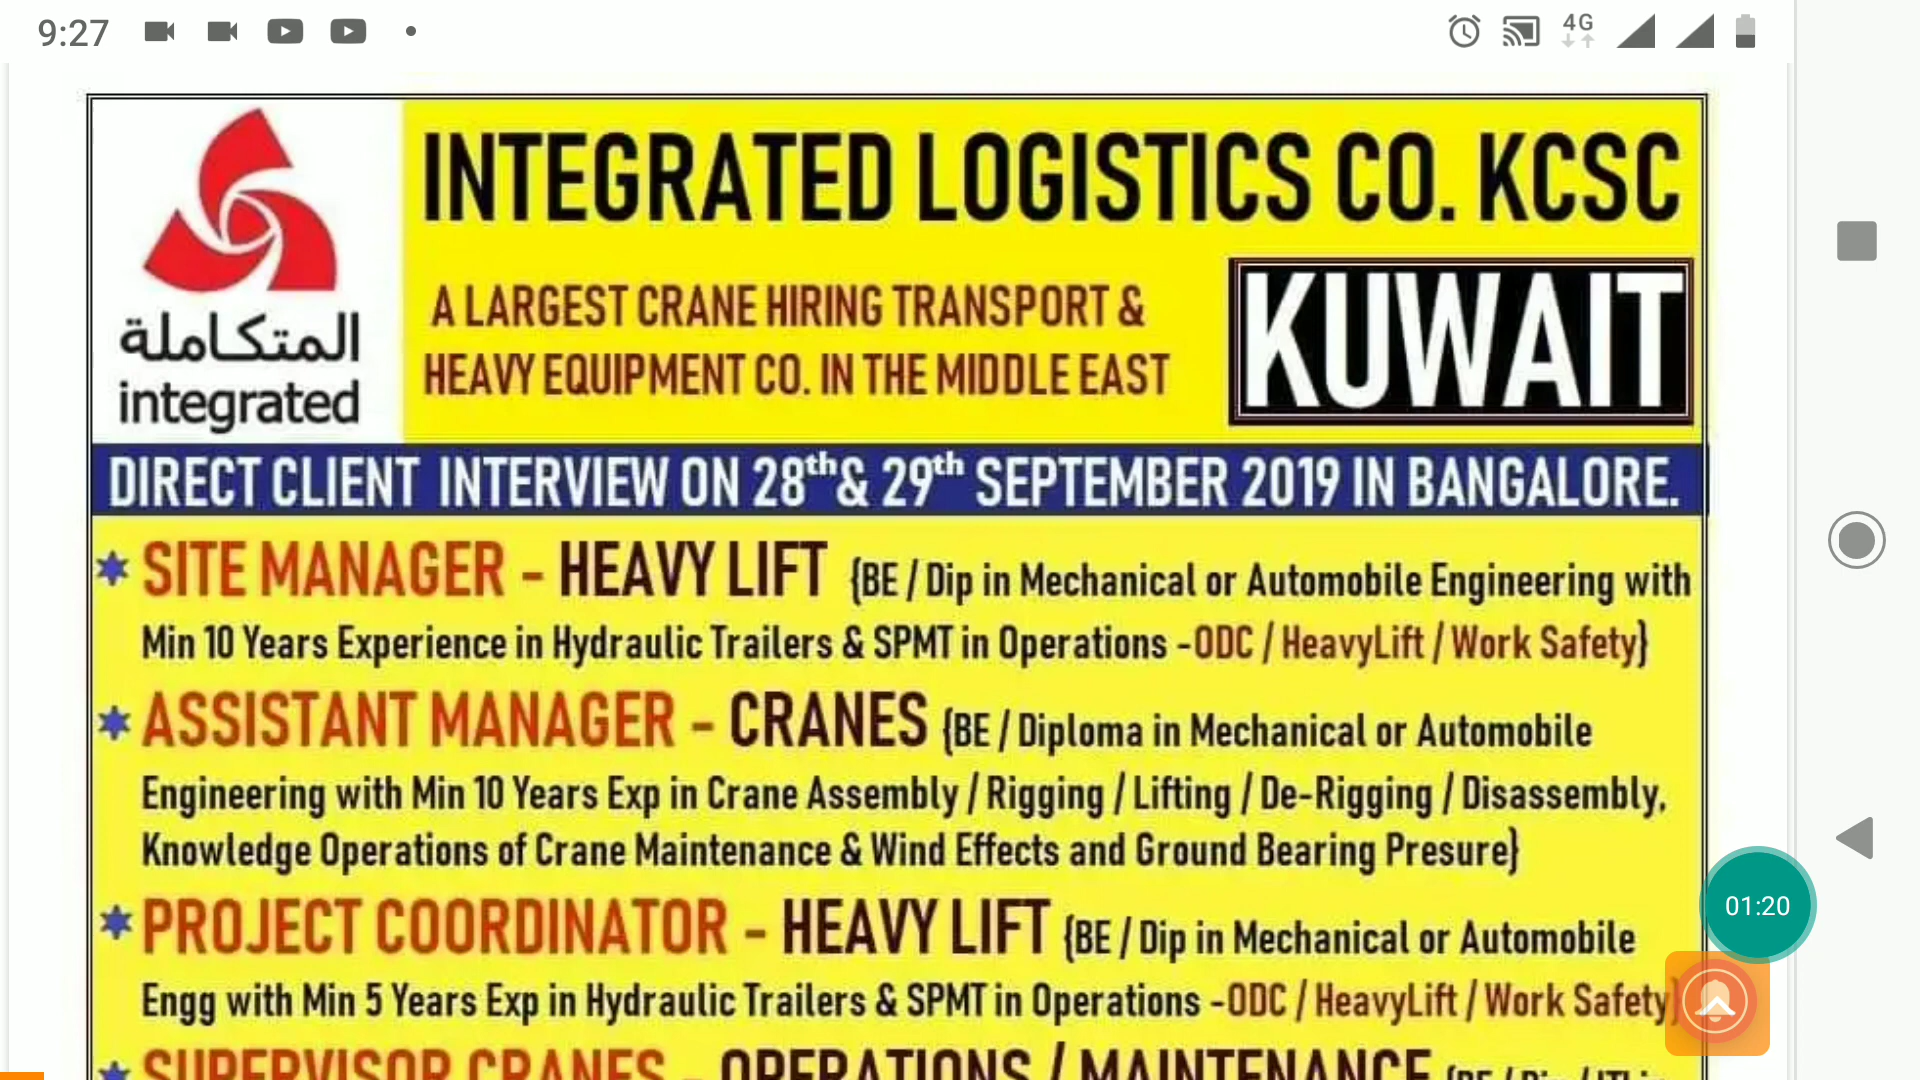 9:27
4G
INTEGRATED LOGISTICS CO. KCSC
A LARGEST CRANE HIRING TRANSPORT &
HEAVY EQUIPMENT CO. IN THE MIDDLE EAST
KUWAIT
المتكاملة
integrated
DIRECT CLIENT INTERVIEW ON 28th & 29th SEPTEMBER 2019 IN BANGALORE.
SITE MANAGER - HEAVY LIFT {BE / Dip in Mechanical or Automobile Engineering with
Min 10 Years Experience in Hydraulic Trailers & SPMT in Operations -ODC / HeavyLift / Work Safety}
ASSISTANT MANAGER - CRANES {BE / Diploma in Mechanical or Automobile
Engineering with Min 10 Years Exp in Crane Assembly / Rigging / Lifting / De-Rigging / Disassembly,
Knowledge Operations of Crane Maintenance & Wind Effects and Ground Bearing Presure}
01:20
PROJECT COORDINATOR - HEAVY LIFT {BE / Dip in Mechanical or Automobile
Engg with Min 5 Years Exp in Hydraulic Trailers & SPMT in Operations -ODC / HeavyLift / Work Safety}
SUPERVISOR CRANES - OPERATIONS / MAINTENANCE